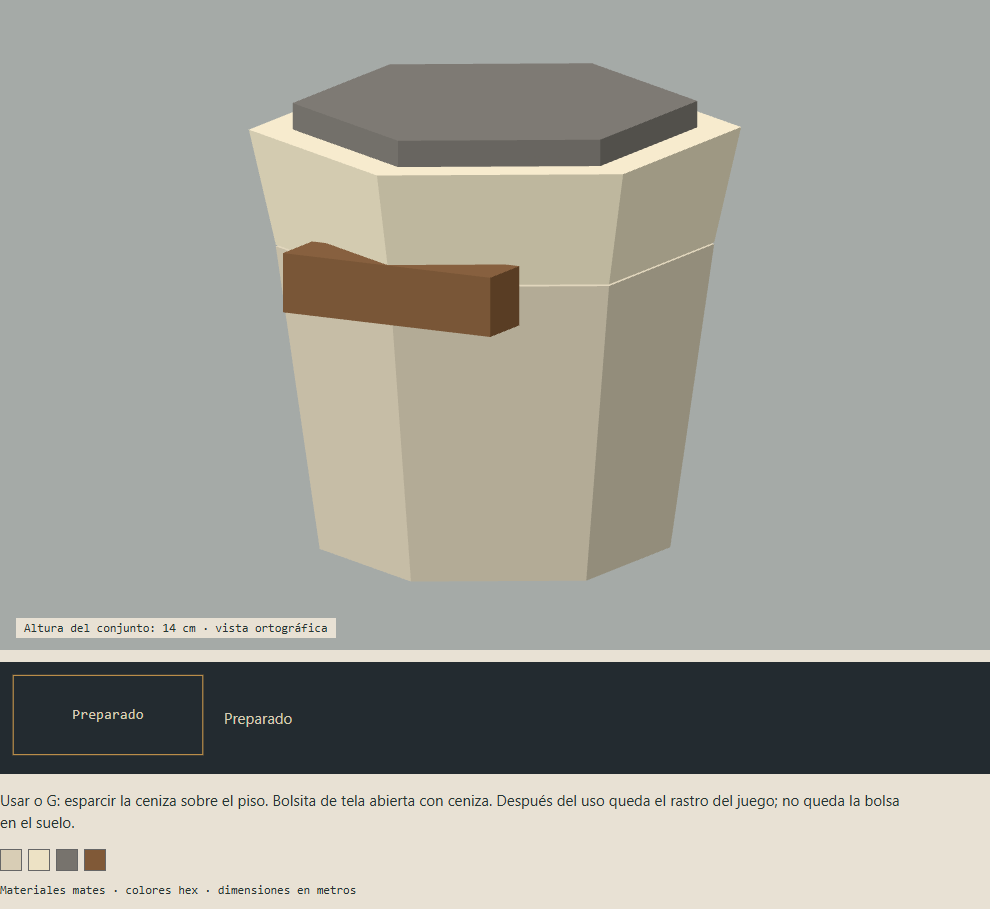 Altura del conjunto: 14 cm · vista ortográfica
Preparado
Preparado
Usar o G: esparcir la ceniza sobre el piso. Bolsita de tela abierta con ceniza. Después del uso queda el rastro del juego; no queda la bolsa
en el suelo.
Materiales mates · colores hex · dimensiones en metros